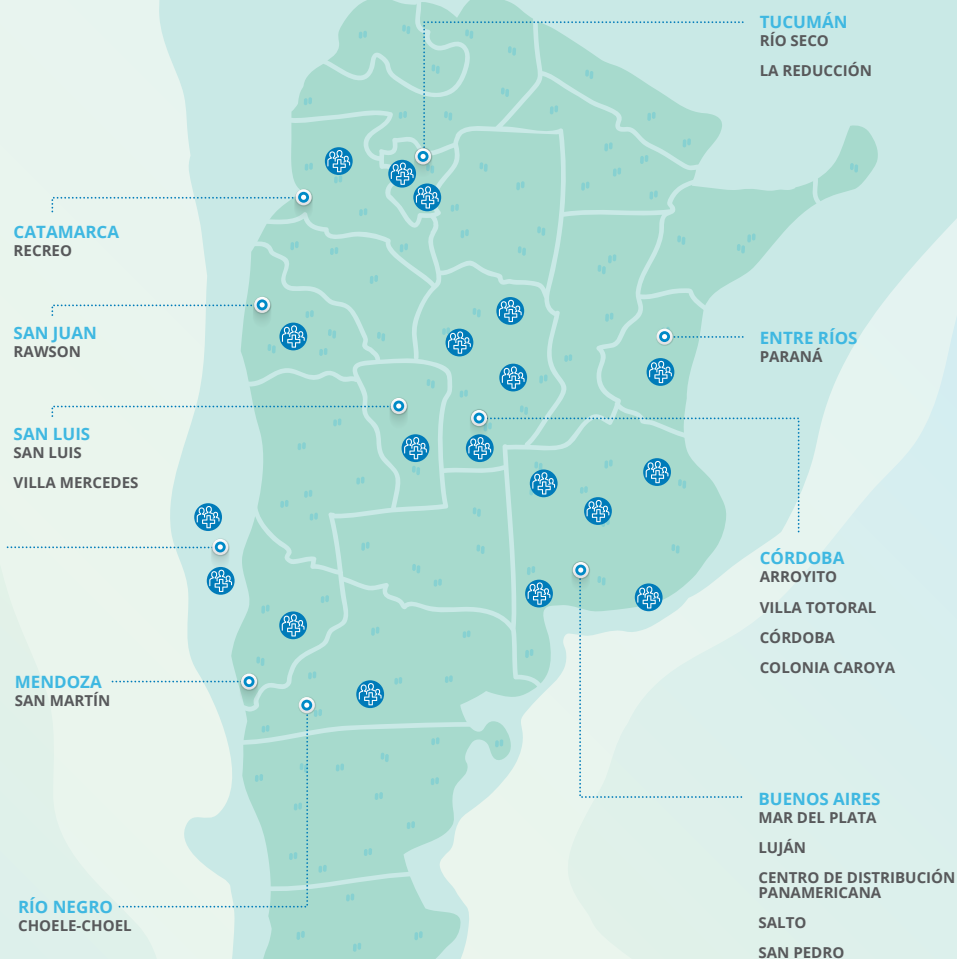 TUCUMÁN
RÍO SECO
LA REDUCCIÓN
CATAMARCA
RECREO
SAN JUAN
RAWSON
ENTRE RÍOS
PARANÁ
SAN LUIS
SAN LUIS
VILLA MERCEDES
CÓRDOBA
ARROYITO
VILLA TOTORAL
CÓRDOBA
COLONIA CAROYA
MENDOZA
SAN MARTÍN
BUENOS AIRES
MAR DEL PLATA
LUJÁN
CENTRO DE DISTRIBUCIÓN
PANAMERICANA
SALTO
SAN PEDRO
RÍO NEGRO
CHOELE-CHOEL